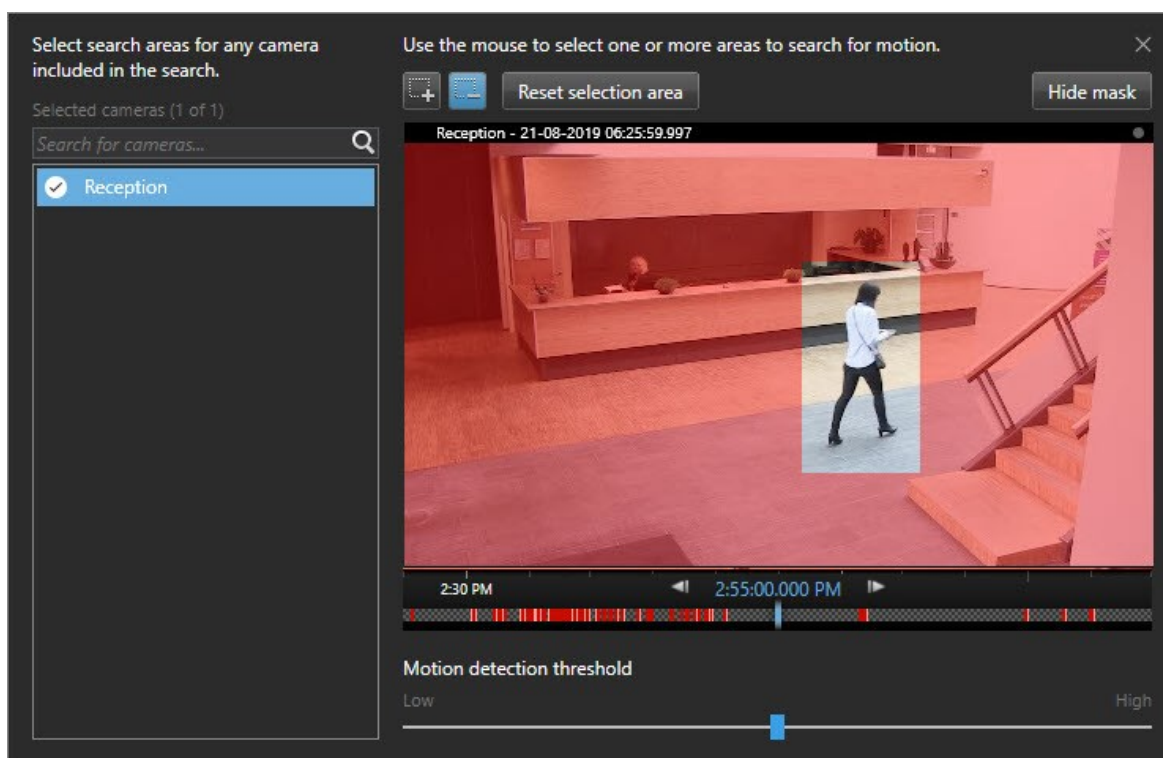 Select search areas for any camera
included in the search.
Selected cameras (1 of 1)
Search for cameras...
Reception
Use the mouse to select one or more areas to search for motion.
Reset selection area
Hide mask
Reception - 21-08-2019 06:25:59.997
2:30 PM
2:55:00.000 PM
Motion detection threshold
Low
High